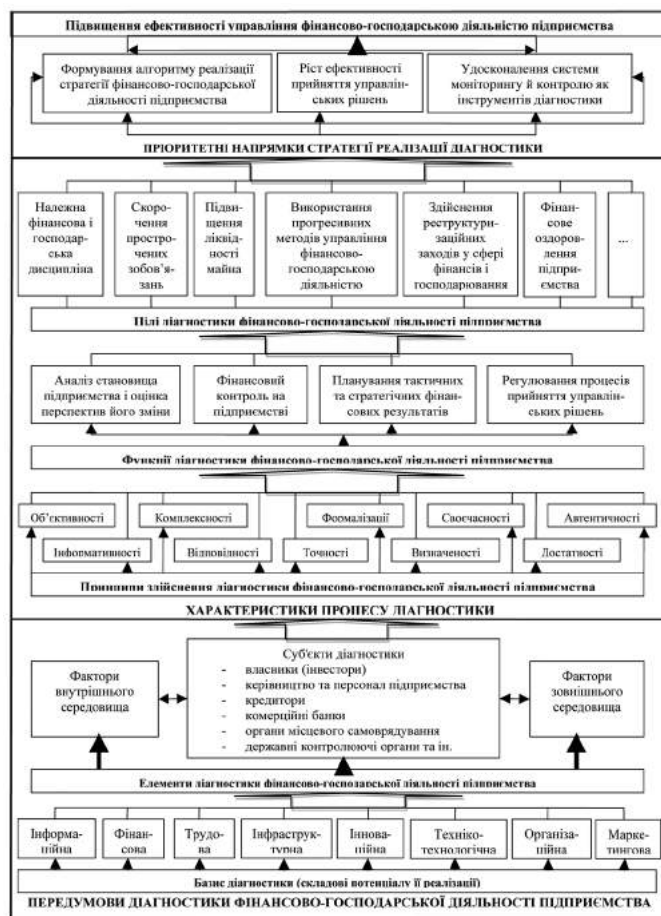 Підвищення ефективності управління фінансово-господарською діяльністю підприємства
Формування алгоритму реалізації
стратегії фінансово-господарської
діяльності підприємства
Ріст ефективності
прийняття управлін-
ських рішень
Удосконалення системи
моніторингу й контролю як
інструментів діагностики
ПРІОРИТЕТНІ НАПРЯМКИ СТРАТЕГІЇ РЕАЛІЗАЦІЇ ДІАГНОСТИКИ
Належна
фінансова і
господар-
ська
дисципліна
Скоро-
чення
простро-
чених
зобов’я-
зань
Підви-
щення
ліквід-
ності
майна
Використання
прогресивних
методів управління
фінансово-
господарською
діяльністю
Здійснення
реструктури-
заційних
заходів у сфері
фінансів і
господарювання
Фінан-
сове
оздоров-
лення
підпри-
ємства
...
Цілі діагностики фінансово-господарської діяльності підприємства
Аналіз становища
підприємства і оцінка
перспектив його зміни
Фінансовий
контроль на
підприємстві
Планування тактичних
та стратегічних фінан-
сових результатів
Регулювання процесів
прийняття управлін-
ських рішень
Функції діагностики фінансово-господарської діяльності підприємства
Об’єктивності
Комплексності
Формалізації
Своєчасності
Автентичності
Інформативності
Відповідності
Точності
Визначеності
Достатності
Принципи здійснення діагностики фінансово-господарської діяльності підприємства
ХАРАКТЕРИСТИКИ ПРОЦЕСУ ДІАГНОСТИКИ
Фактори
внутрішнього
середовища
Суб'єкти діагностики
- власники (інвестори)
- керівництво та персонал підприємства
- кредитори
- комерційні банки
- органи місцевого самоврядування
- державні контролюючі органи та ін.
Фактори
зовнішнього
середовища
Елементи діагностики фінансово-господарської діяльності підприємства
Інформа-
ційна
Фінан-
сова
Трудо-
ва
Інфраструк-
турна
Іннова-
ційна
Техніко-
технологічна
Організа-
ційна
Марке-
тингова
Базис діагностики (складові потенціалу її реалізації)
ПЕРЕДУМОВИ ДІАГНОСТИКИ ФІНАНСОВО-ГОСПОДАРСЬКОЇ ДІЯЛЬНОСТІ ПІДПРИЄМСТВА